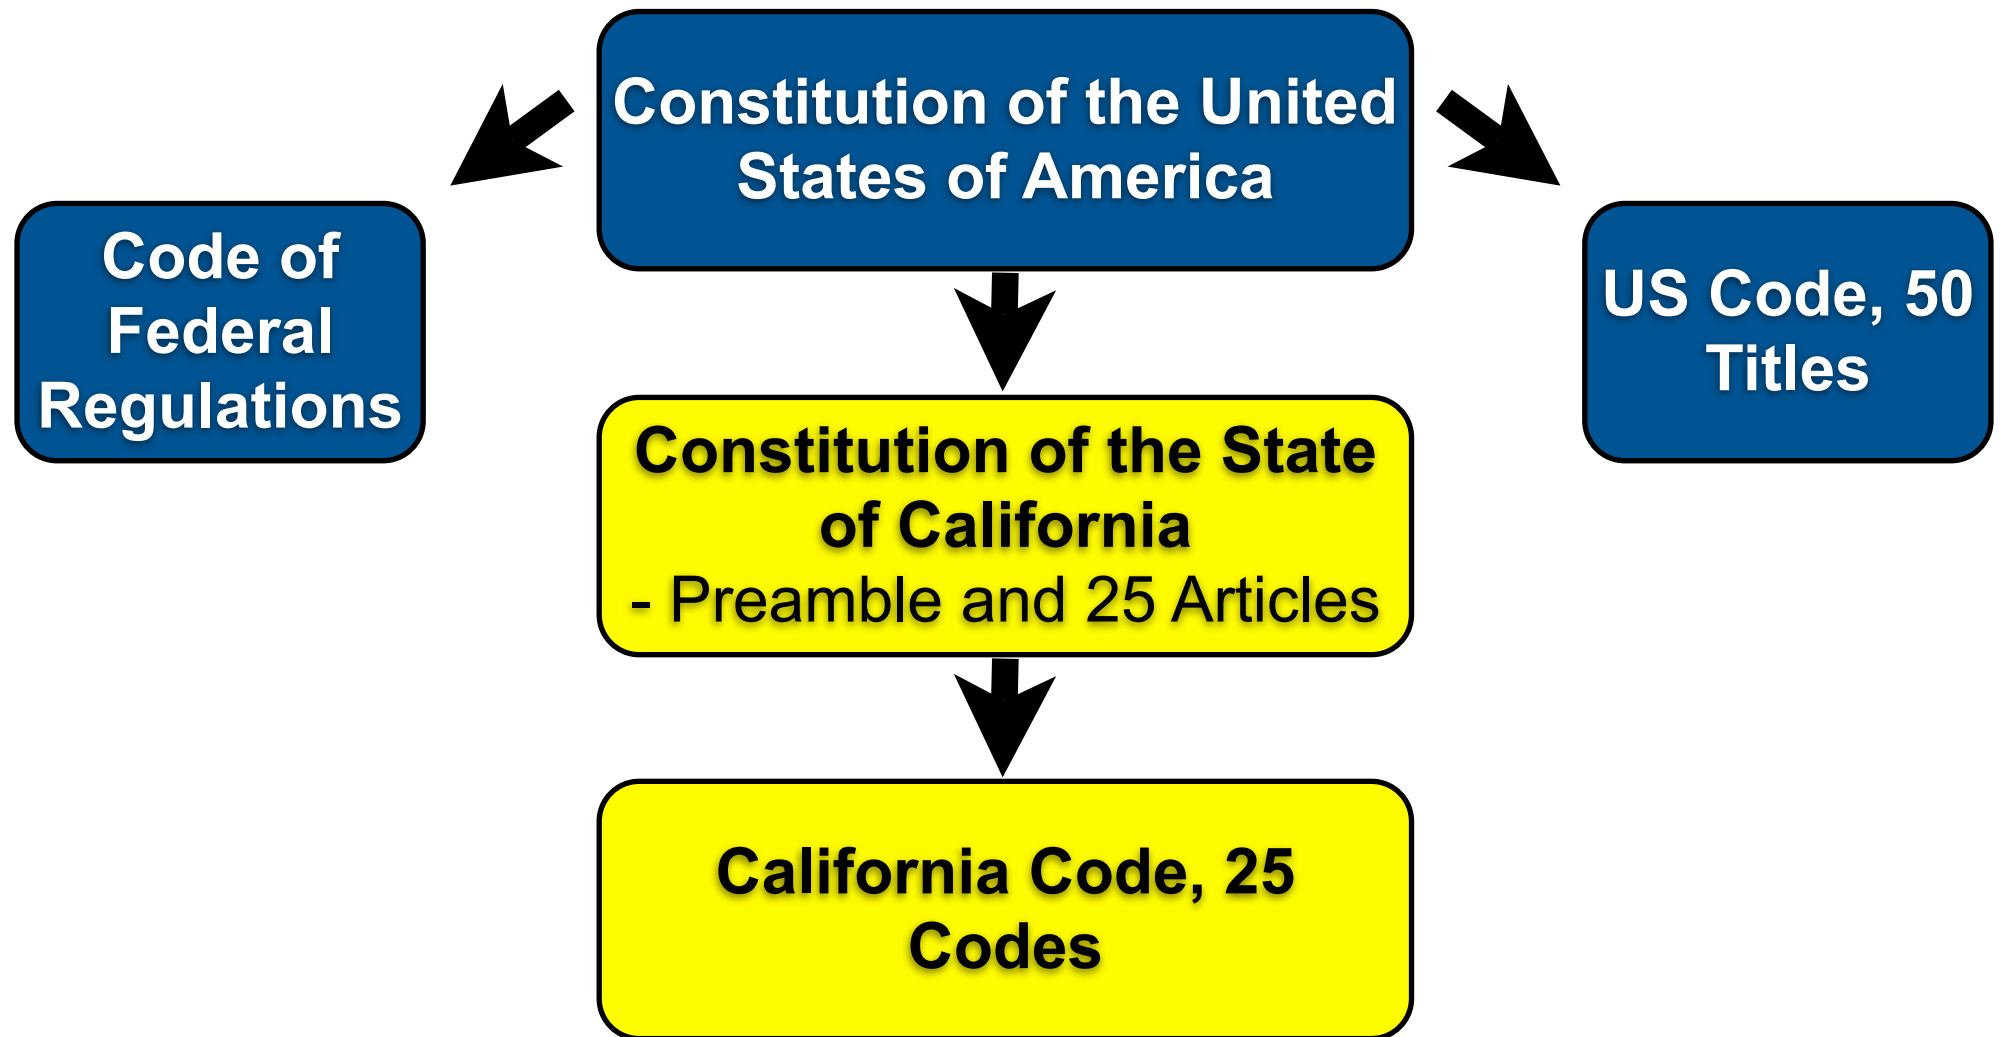 Constitution of the United
States of America
Code of
Federal
Regulations
US Code, 50
Titles
Constitution of the State
of California
- Preamble and 25 Articles
California Code, 25
Codes